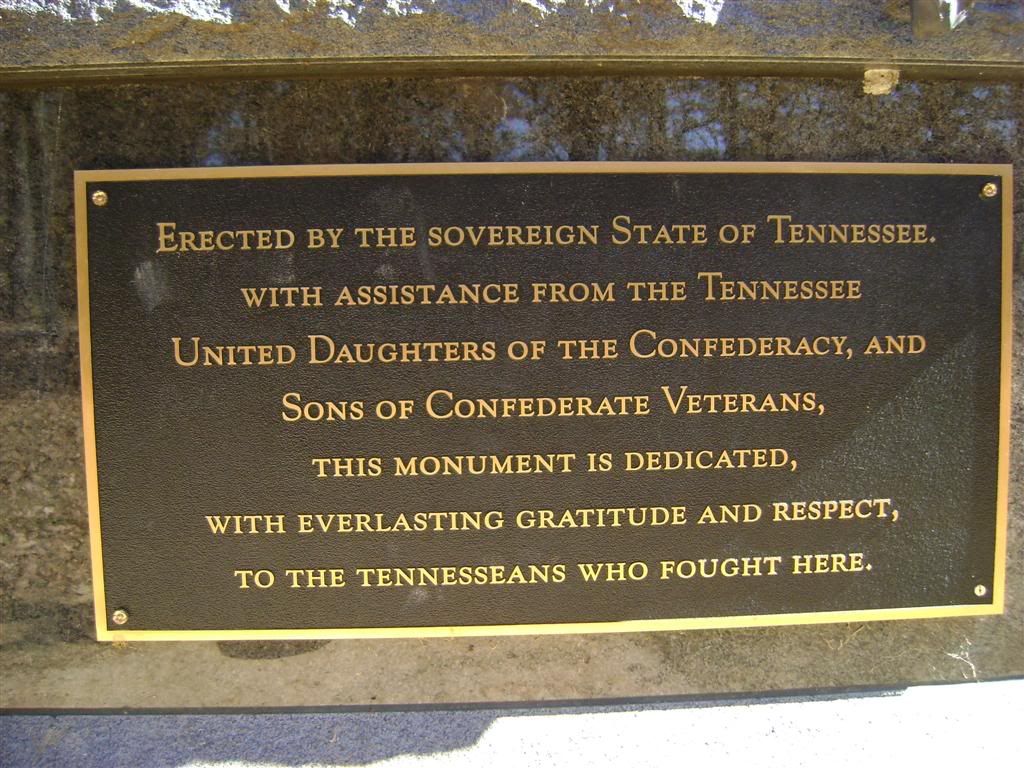 Erected by the sovereign State of Tennessee.
with assistance from the Tennessee
United Daughters of the Confederacy, and
Sons of Confederate Veterans,
this monument is dedicated,
with everlasting gratitude and respect,
to the tennesseans who fought here.